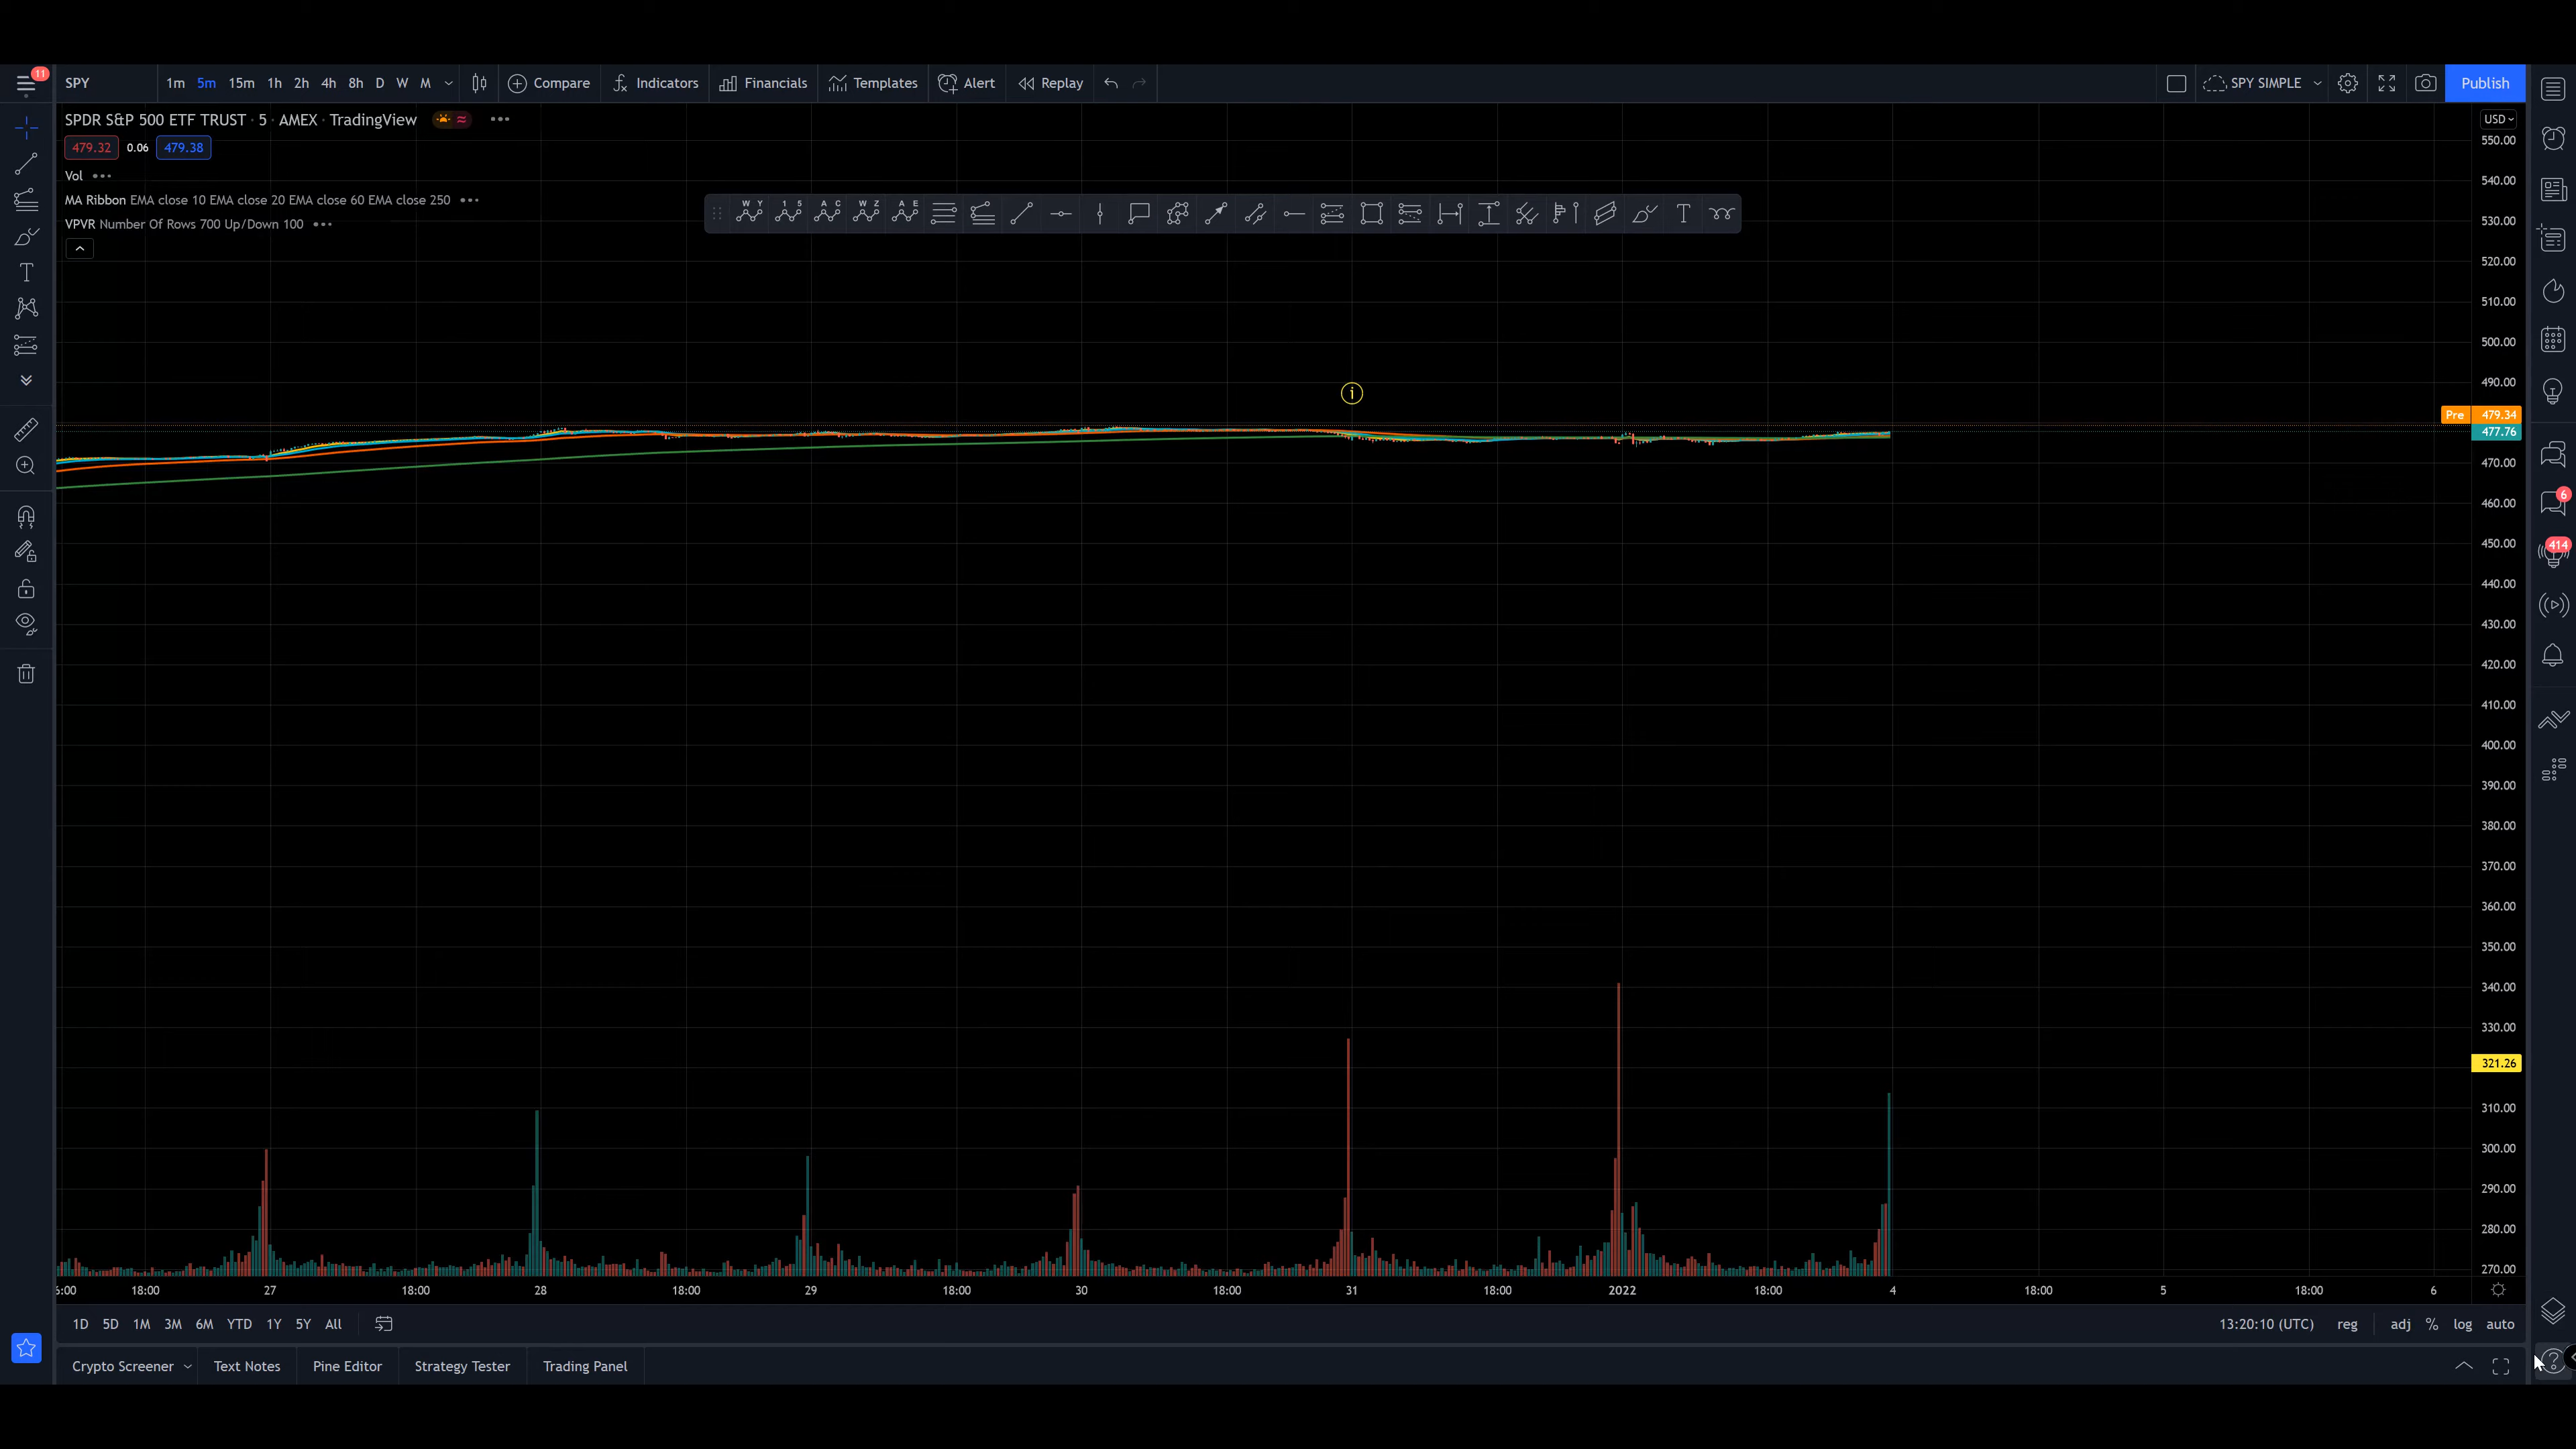 11
SPY
1m 5m 15m 1h 2h 4h 8h D W M
Compare
Indicators
Financials
Templates
Alert
Replay
SPY SIMPLE
Publish
SPDR S&P 500 ETF TRUST · 5 · AMEX · TradingView
USD
479.32 0.06 479.38
Vol
MA Ribbon EMA close 10 EMA close 20 EMA close 60 EMA close 250
VPVR Number Of Rows 700 Up/Down 100
W Y
1 5
A C
W Z
A E
T
550.00
540.00
530.00
520.00
510.00
500.00
490.00
Pre 479.34
477.76
470.00
460.00
450.00
440.00
430.00
420.00
410.00
400.00
390.00
380.00
370.00
360.00
350.00
340.00
330.00
321.26
310.00
300.00
290.00
280.00
270.00
i
6
414
6:00 18:00 27 18:00 28 18:00 29 18:00 30 18:00 31 18:00 2022 18:00 4 18:00 5 18:00 6
1D 5D 1M 3M 6M YTD 1Y 5Y All
13:20:10 (UTC) reg adj % log auto
Crypto Screener Text Notes Pine Editor Strategy Tester Trading Panel